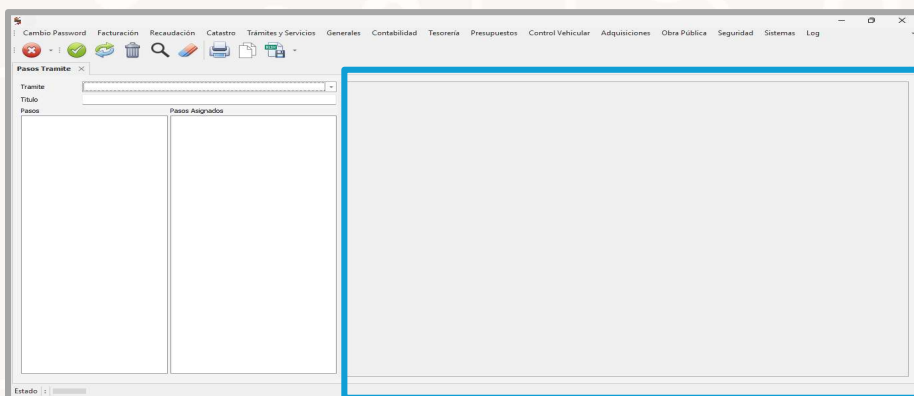 Cambio Password Facturación Recaudación Catastro Trámites y Servicios Generales Contabilidad Tesorería Presupuestos Control Vehicular Adquisiciones Obra Pública Seguridad Sistemas Log
Pasos Tramite
Tramite
Titulo
Pasos Pasos Asignados
Estado :